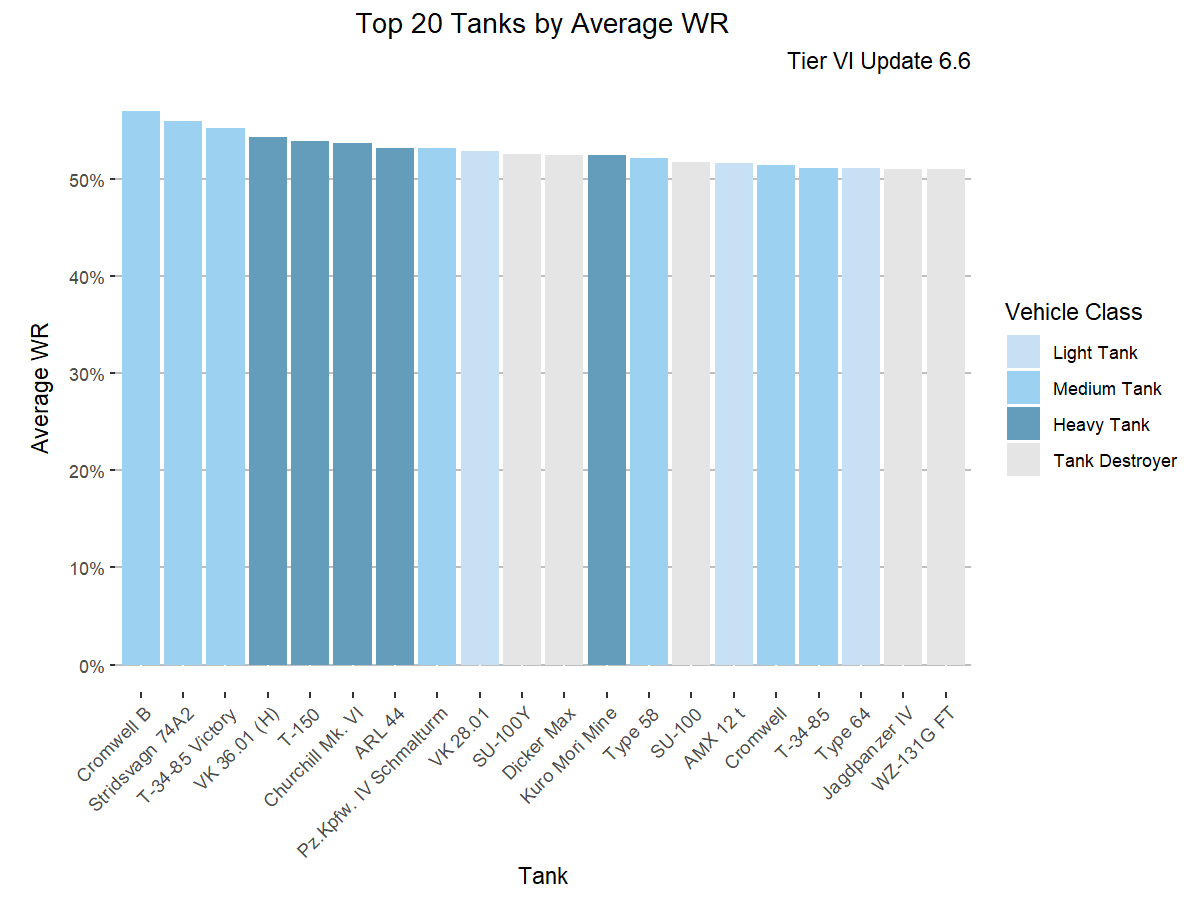 Top 20 Tanks by Average WR
Tier VI Update 6.6
Average WR
50%
40%
30%
20%
10%
0%
Cromwell B
Stridsvagn 74A2
T-34-85 Victory
VK 36.01 (H)
T-150
Churchill Mk. VI
ARL 44
Pz.Kpfw. IV Schmalturm
VK 28.01
SU-100Y
Dicker Max
Kuro Mori Mine
Type 58
SU-100
AMX 12 t
Cromwell
T-34-85
Type 64
Jagdpanzer IV
WZ-131G FT
Tank
Vehicle Class
Light Tank
Medium Tank
Heavy Tank
Tank Destroyer